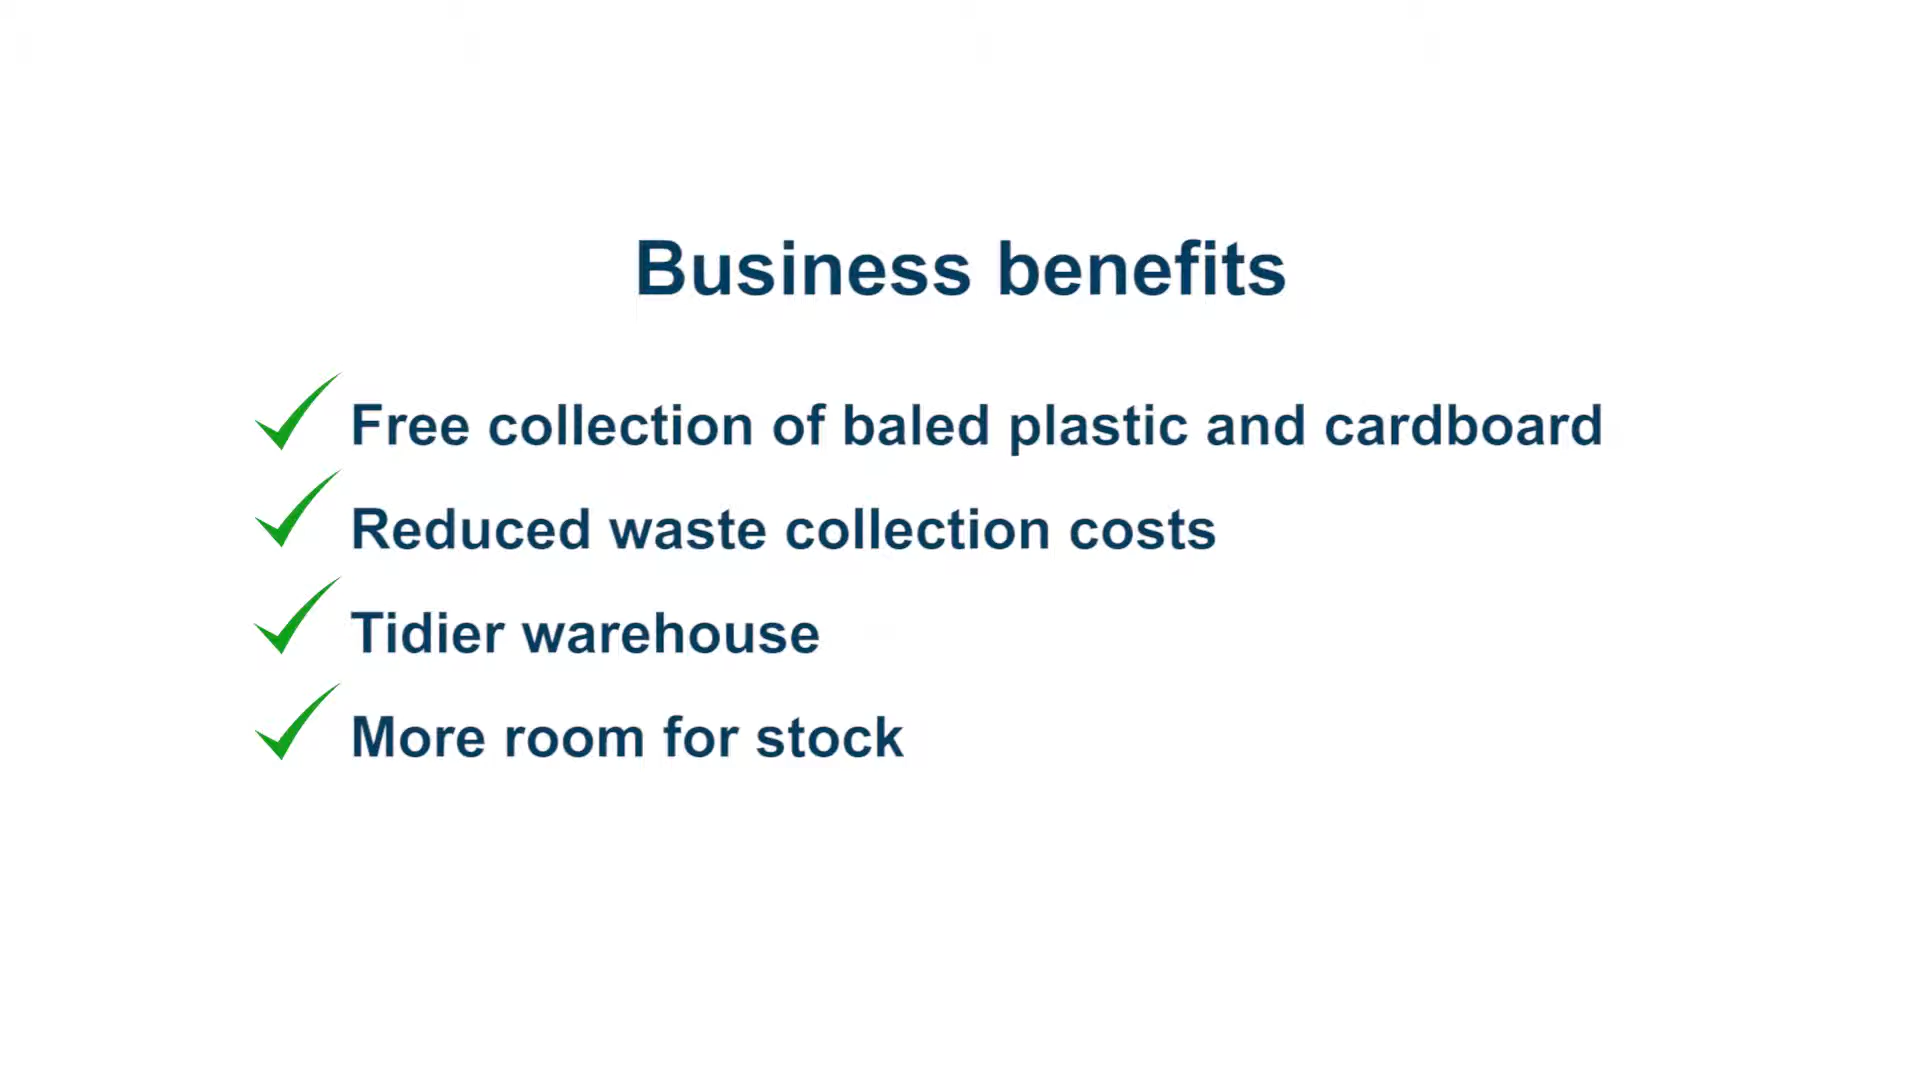 Business benefits
Free collection of baled plastic and cardboard
Reduced waste collection costs
Tidier warehouse
More room for stock